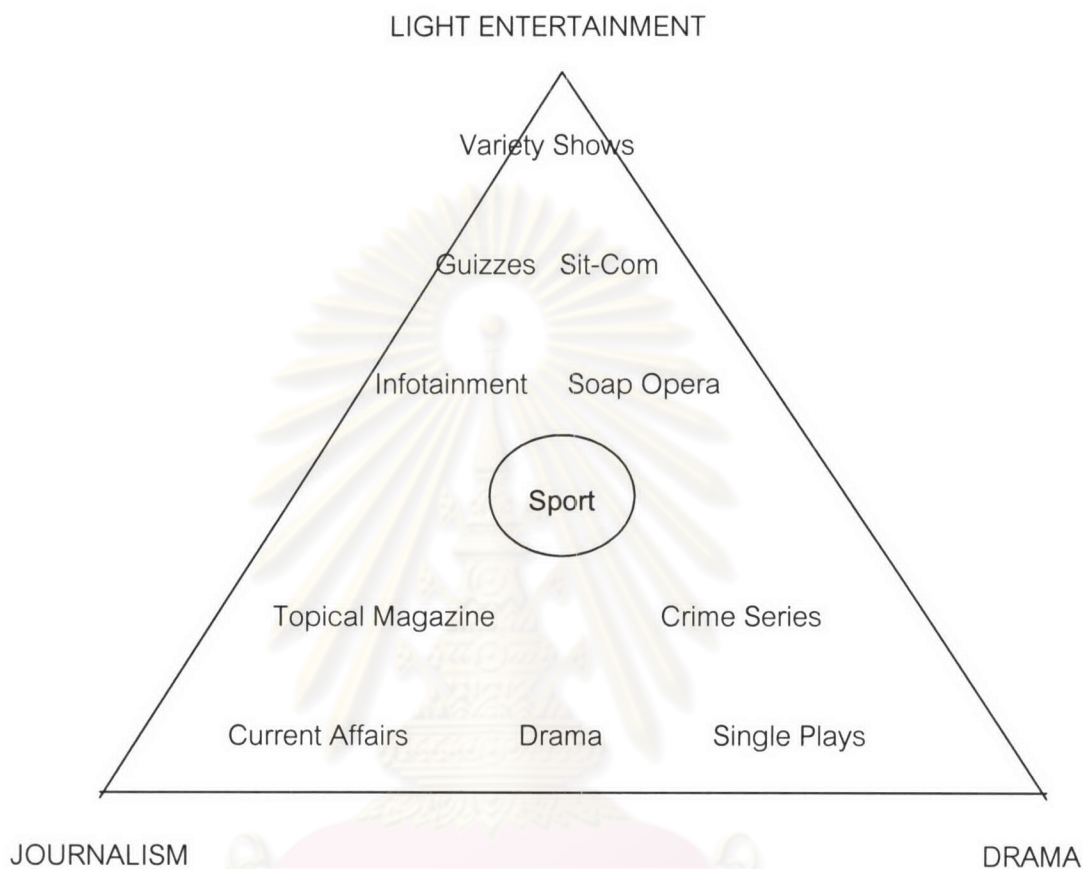 LIGHT ENTERTAINMENT
Variety Shows
Guizzes Sit-Com
Infotainment Soap Opera
Sport
Topical Magazine Crime Series
Current Affairs Drama Single Plays
JOURNALISM DRAMA